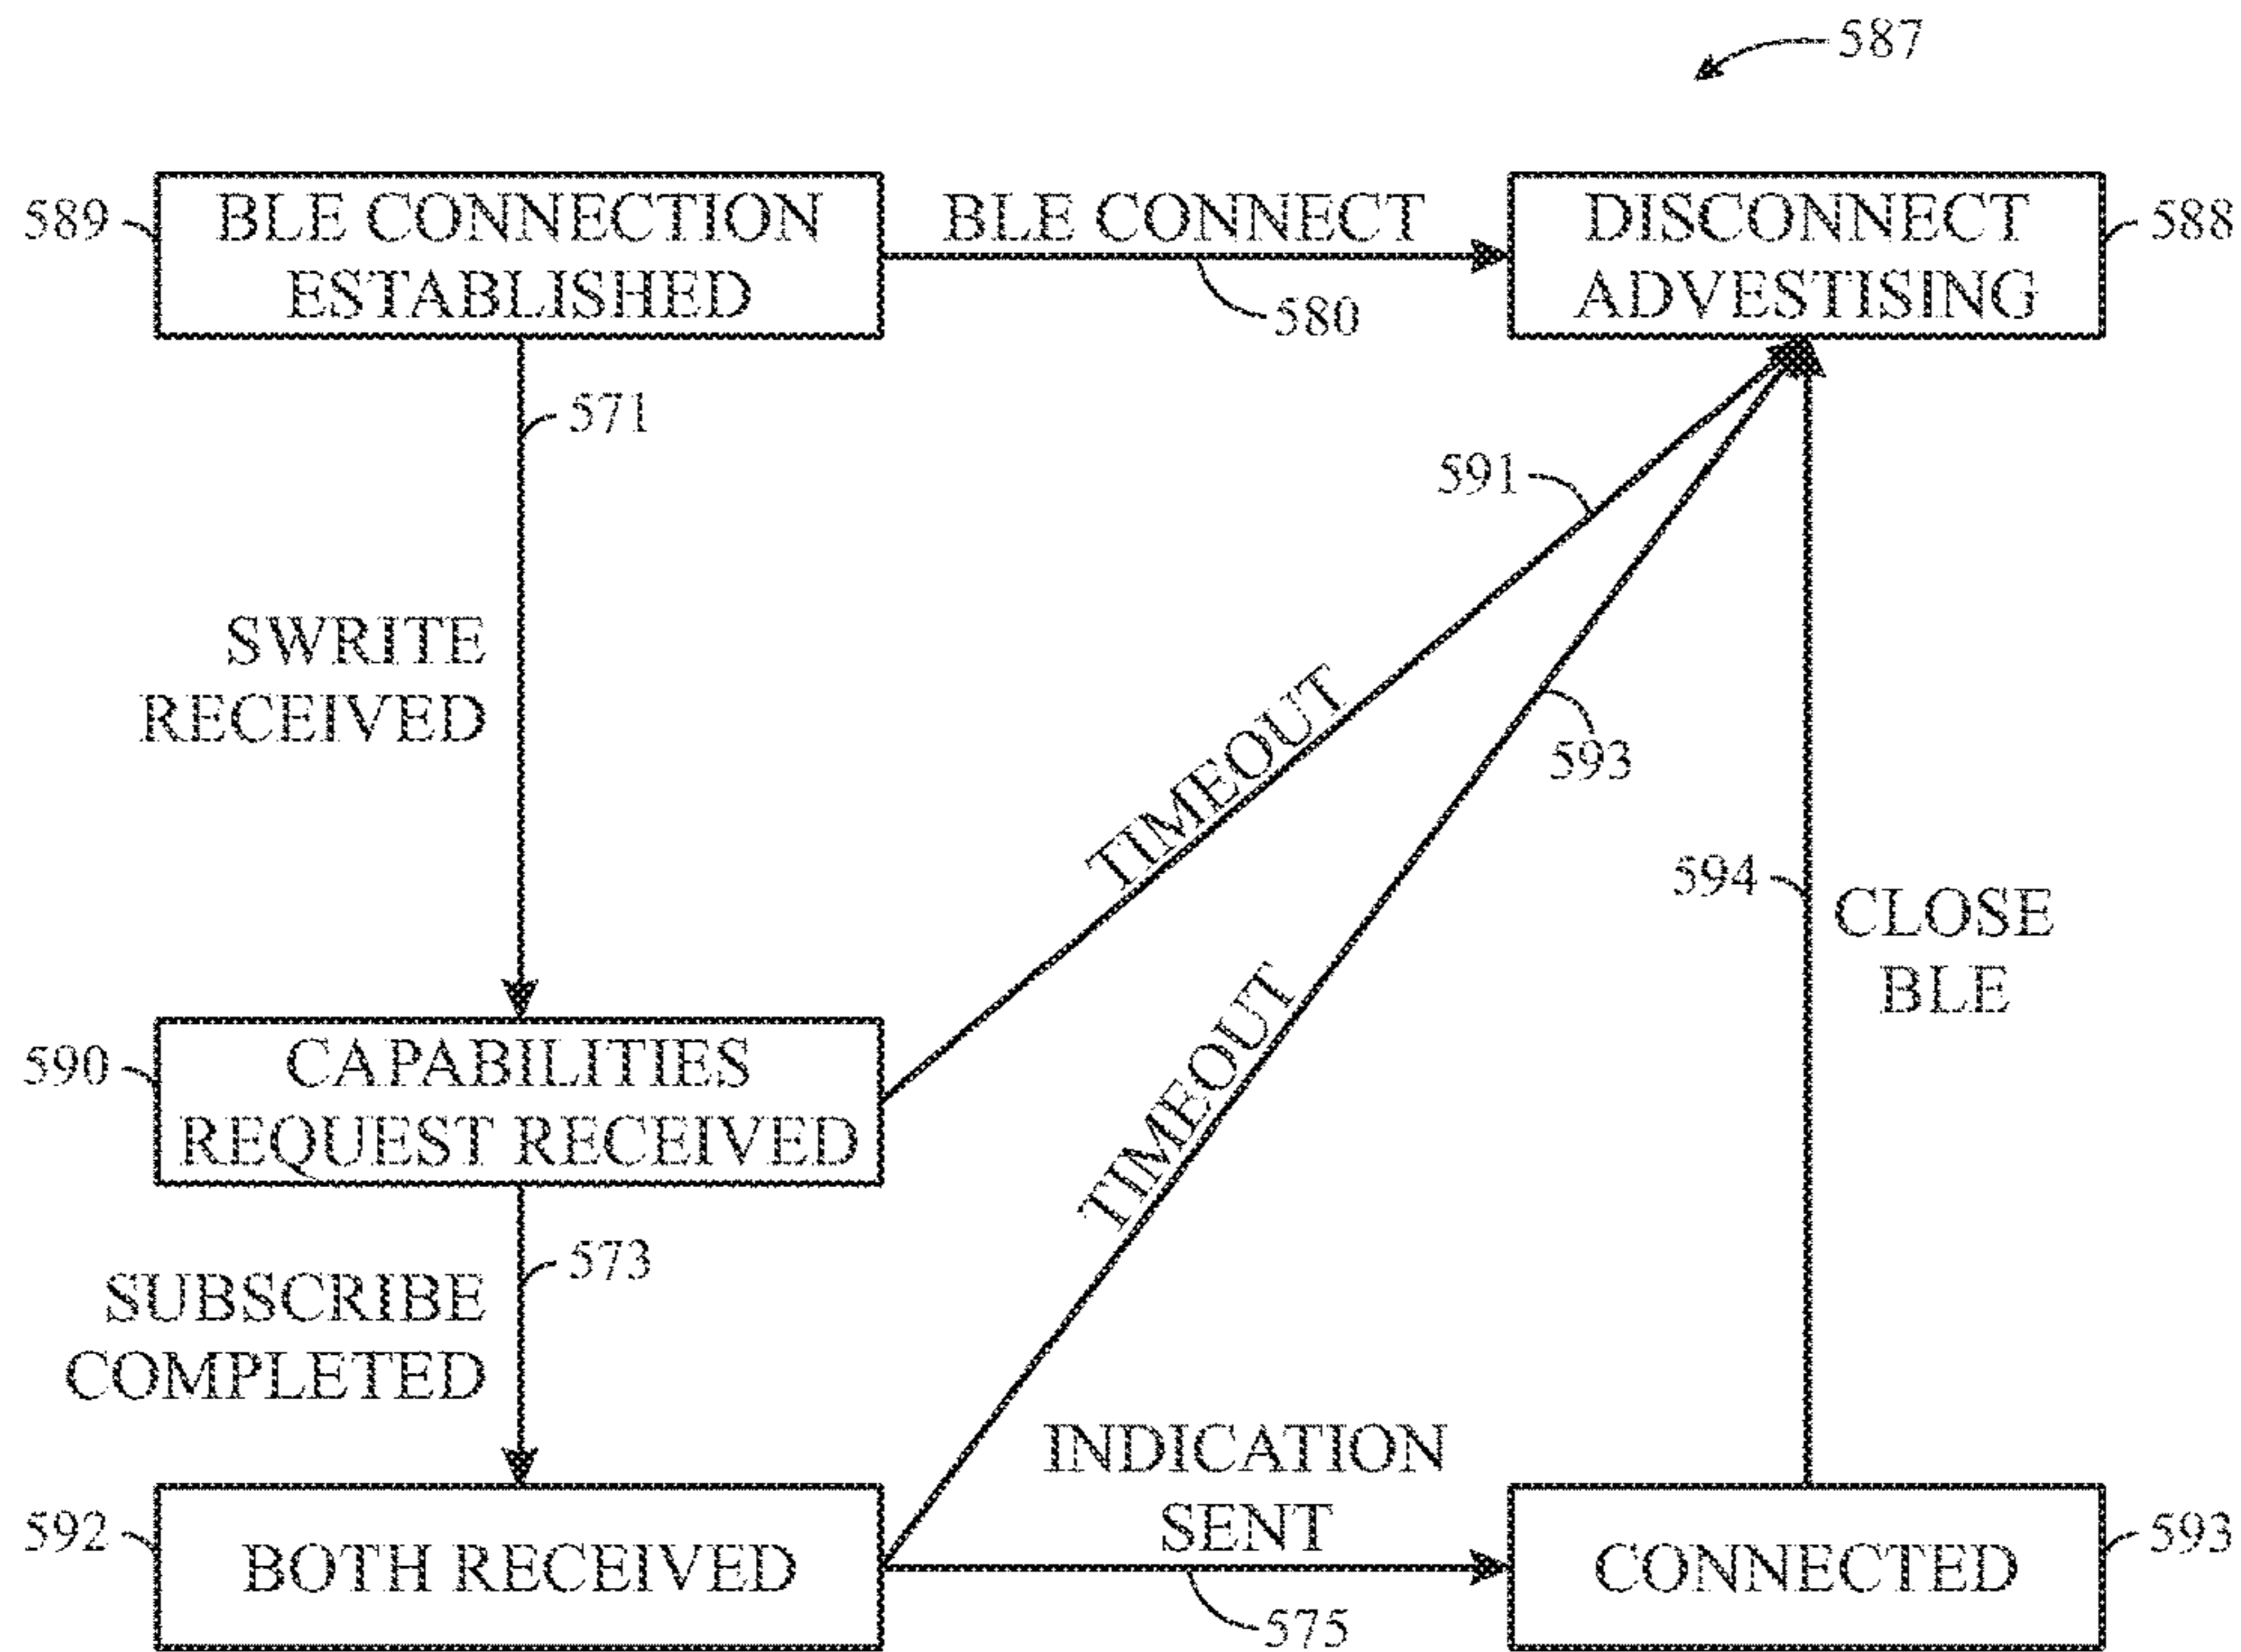 587
589
BLE CONNECTION
ESTABLISHED
BLE CONNECT
580
DISCONNECT
ADVESTISING
588
571
591
SWRITE
RECEIVED
TIMEOUT
593
594
CLOSE
BLE
590
CAPABILITIES
REQUEST RECEIVED
TIMEOUT
573
SUBSCRIBE
COMPLETED
INDICATION
SENT
592
BOTH RECEIVED
575
CONNECTED
593